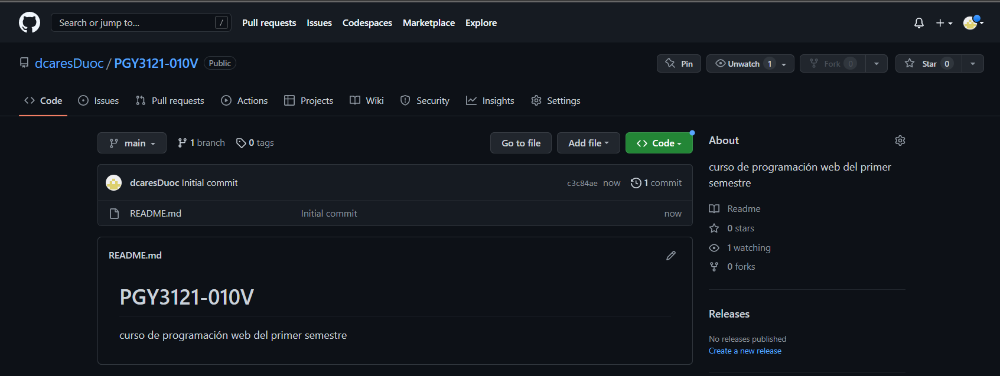 Search or jump to... /
Pull requests Issues Codespaces Marketplace Explore
dcaresDuoc / PGY3121-010V Public
Pin Unwatch 1 Fork 0 Star 0
Code Issues Pull requests Actions Projects Wiki Security Insights Settings
main 1 branch 0 tags Go to file Add file Code
dcaresDuoc Initial commit c3c84ae now 1 commit
README.md Initial commit now
README.md
PGY3121-010V
curso de programación web del primer semestre
About
curso de programación web del primer
semestre
Readme
0 stars
1 watching
0 forks
Releases
No releases published
Create a new release